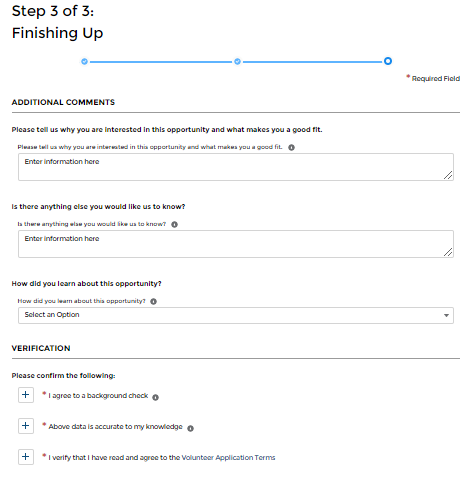 Step 3 of 3:
Finishing Up
* Required Field
ADDITIONAL COMMENTS
Please tell us why you are interested in this opportunity and what makes you a good fit.
Please tell us why you are interested in this opportunity and what makes you a good fit.
Enter information here
Is there anything else you would like us to know?
Is there anything else you would like us to know?
Enter information here
How did you learn about this opportunity?
How did you learn about this opportunity?
Select an Option
VERIFICATION
Please confirm the following:
* I agree to a background check
* Above data is accurate to my knowledge
* I verify that I have read and agree to the Volunteer Application Terms